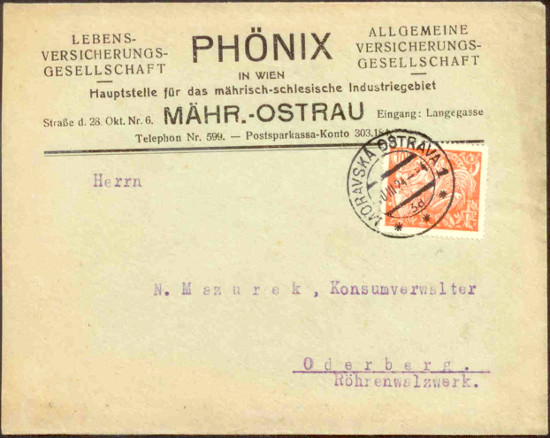 LEBENS-
VERSICHERUNGS-
GESELLSCHAFT
PHÖNIX
IN WIEN
ALLGEMEINE
VERSICHERUNGS-
GESELLSCHAFT
Hauptstelle für das mährisch-schlesische Industriegebiet
Straße d. 28. Okt. Nr. 6. MÄHR.-OSTRAU Eingang: Langegasse
Telephon Nr. 599. — Postsparkassa-Konto
MORAVSKÁ OSTRAVA 1
3d
Herrn
N. Mazurek, Konsumverwalter
Oderberg.
Röhrenwalzwerk.